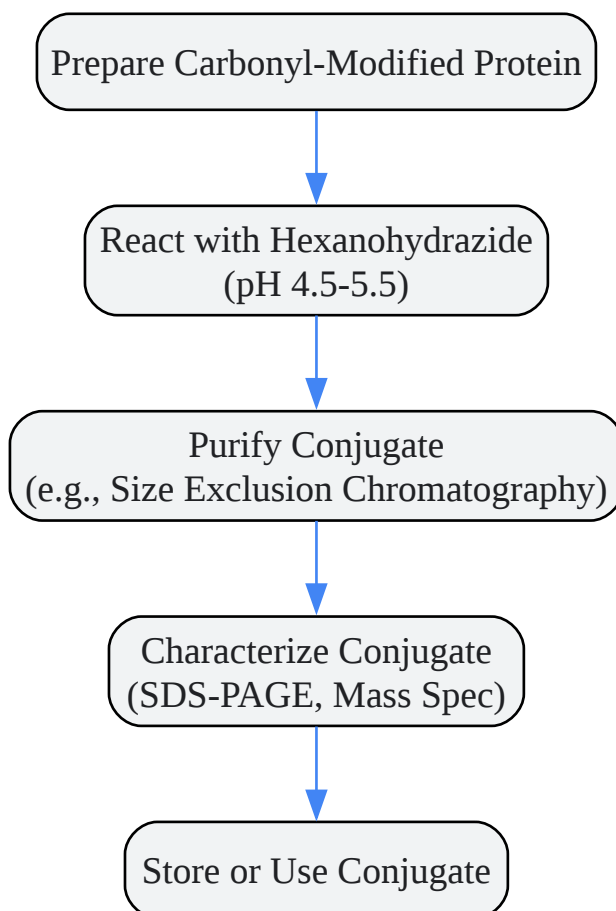 Prepare Carbonyl-Modified Protein
React with Hexanohydrazide
(pH 4.5-5.5)
Purify Conjugate
(e.g., Size Exclusion Chromatography)
Characterize Conjugate
(SDS-PAGE, Mass Spec)
Store or Use Conjugate